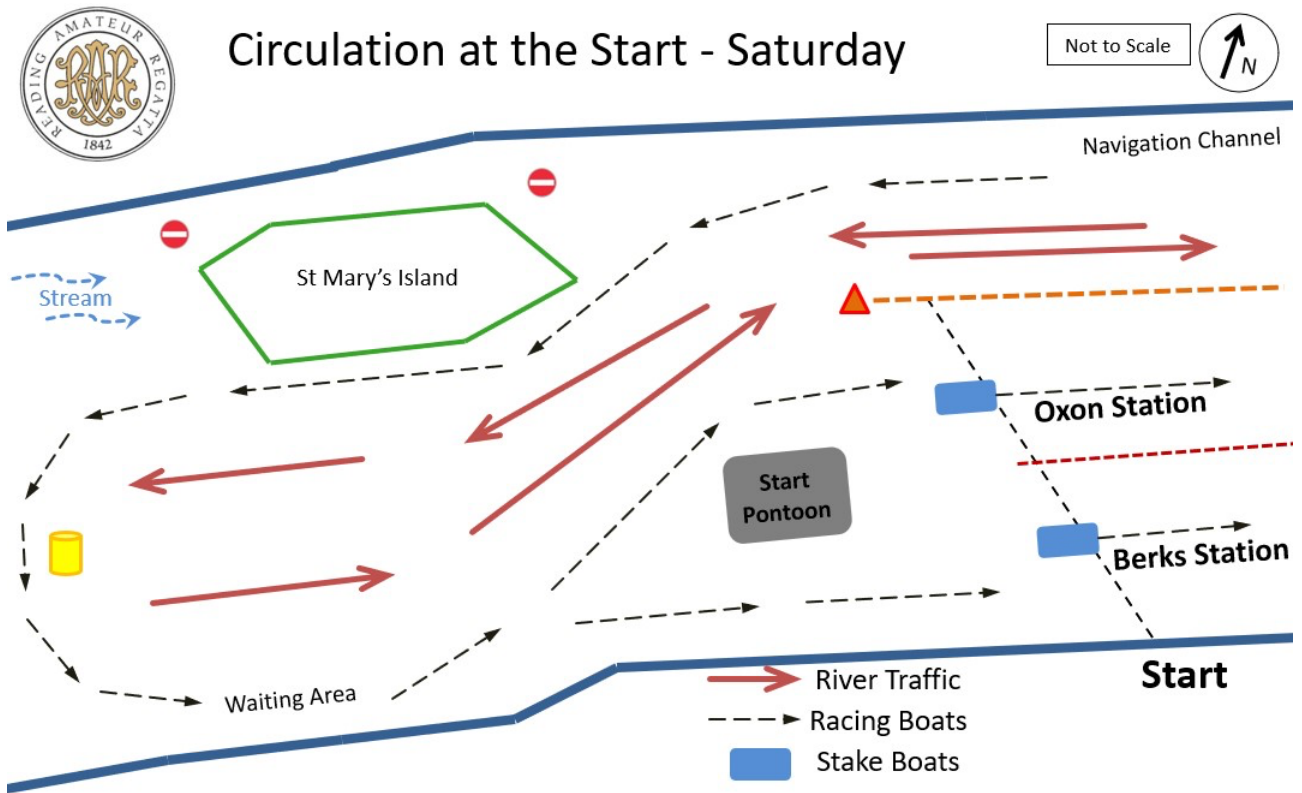 READING AMATEUR REGATTA
1842
Circulation at the Start - Saturday
Not to Scale
N
Navigation Channel
St Mary's Island
Stream
Oxon Station
Start
Pontoon
Berks Station
Waiting Area
Start
River Traffic
Racing Boats
Stake Boats